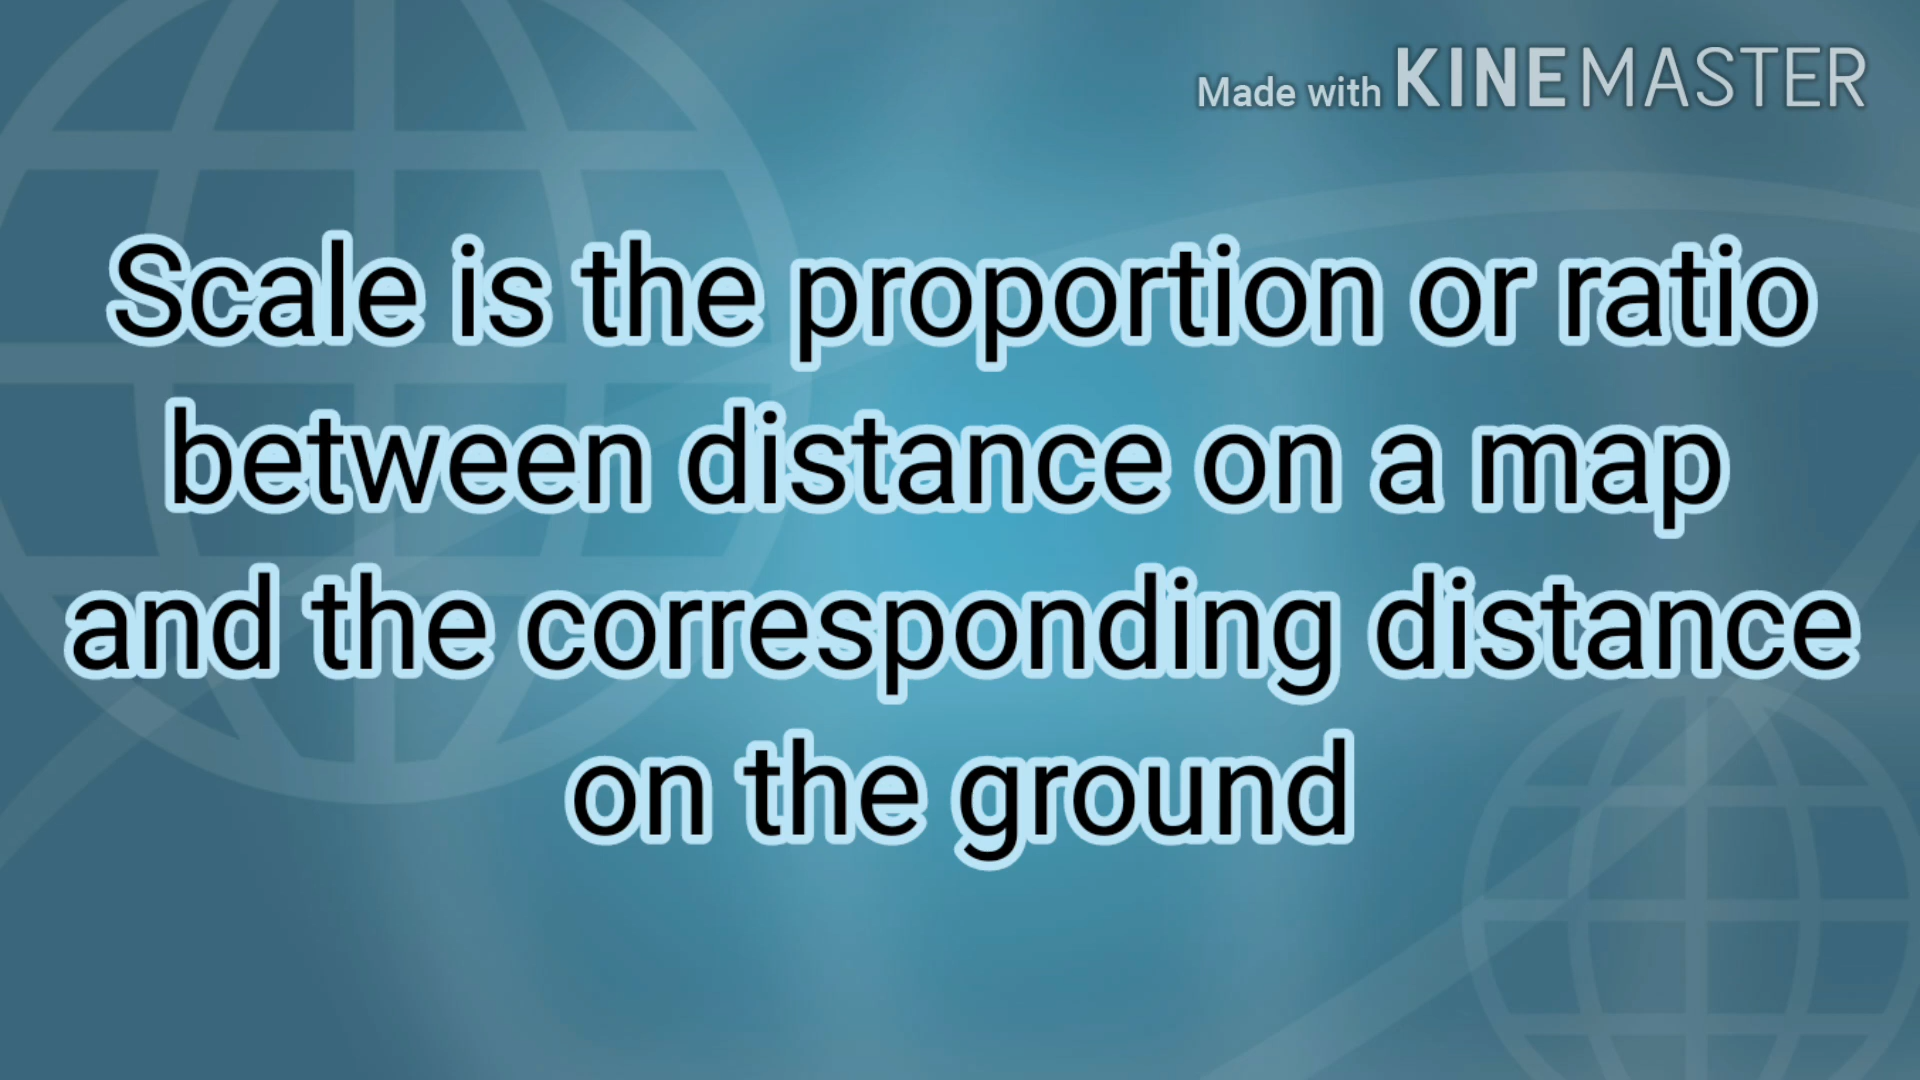 Made with KINEMASTER
Scale is the proportion or ratio
between distance on a map
and the corresponding distance
on the ground